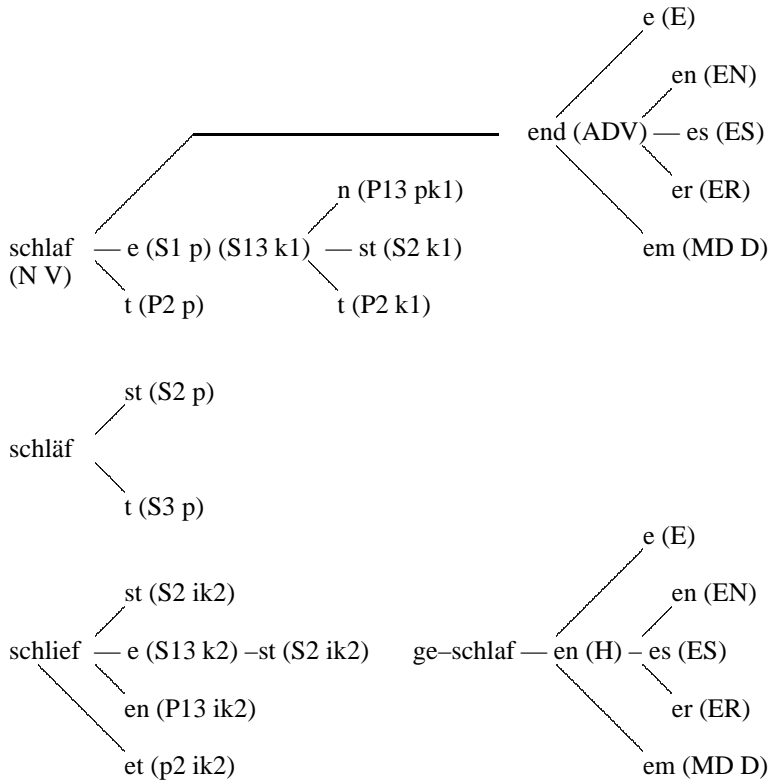 e (E)
en (EN)
end (ADV) — es (ES)
er (ER)
n (P13 pk1)
schlaf — e (S1 p) (S13 k1) — st (S2 k1) em (MD D)
(N V)
t (P2 p) t (P2 k1)
st (S2 p)
schläf
t (S3 p)
e (E)
st (S2 ik2) en (EN)
schlief — e (S13 k2) –st (S2 ik2) ge–schlaf — en (H) – es (ES)
en (P13 ik2) er (ER)
et (p2 ik2) em (MD D)